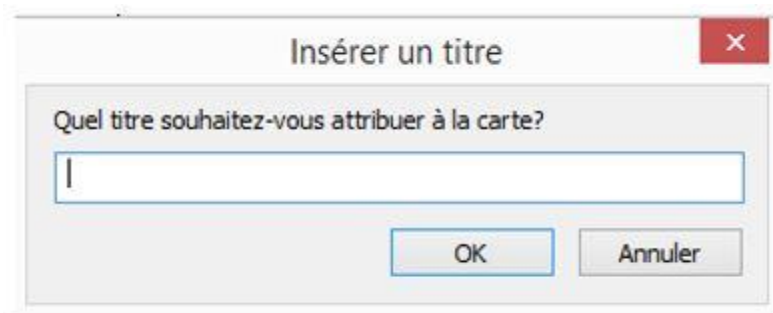 Insérer un titre
Quel titre souhaitez-vous attribuer à la carte?
OK Annuler